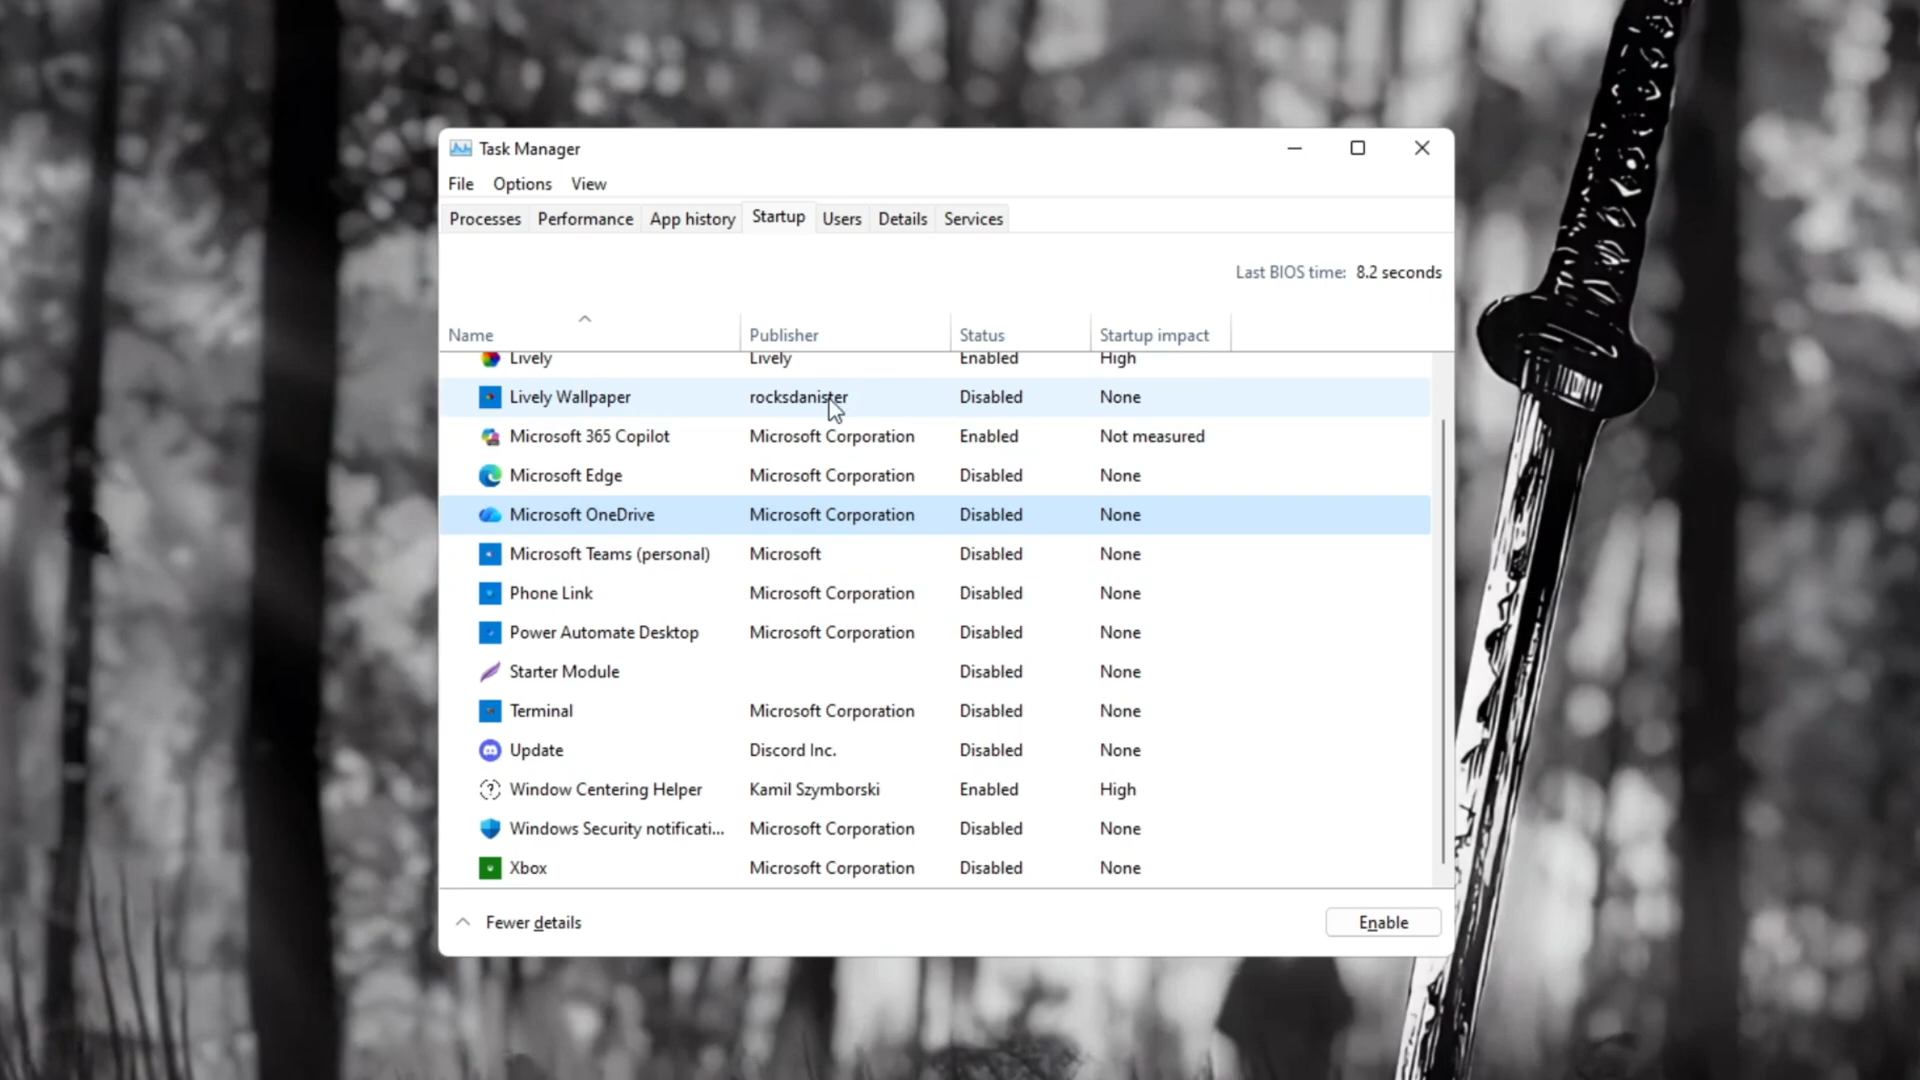 Task Manager
File Options View
Processes Performance App history Startup Users Details Services
Last BIOS time: 8.2 seconds
Name Publisher Status Startup impact
Lively Lively Enabled High
Lively Wallpaper rocksdanister Disabled None
Microsoft 365 Copilot Microsoft Corporation Enabled Not measured
Microsoft Edge Microsoft Corporation Disabled None
Microsoft OneDrive Microsoft Corporation Disabled None
Microsoft Teams (personal) Microsoft Disabled None
Phone Link Microsoft Corporation Disabled None
Power Automate Desktop Microsoft Corporation Disabled None
Starter Module Disabled None
Terminal Microsoft Corporation Disabled None
Update Discord Inc. Disabled None
Window Centering Helper Kamil Szymborski Enabled High
Windows Security notificati... Microsoft Corporation Disabled None
Xbox Microsoft Corporation Disabled None
Fewer details Enable